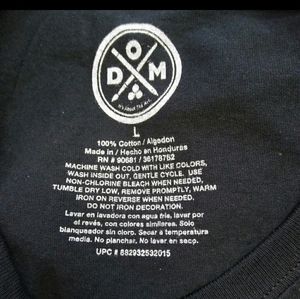 O
D M
It's About The Art.
L
100% Cotton / Algodon
Made in / Hecho en Honduras
RN # 90681 / 36178752
MACHINE WASH COLD WITH LIKE COLORS,
WASH INSIDE OUT, GENTLE CYCLE. USE
NON-CHLORINE BLEACH WHEN NEEDED,
TUMBLE DRY LOW, REMOVE PROMPTLY, WARM
IRON ON REVERSE WHEN NEEDED.
DO NOT IRON DECORATION.
Lavar en lavadora con agua fria, lavar por
el revés, con colores similares. Solo
blanqueador sin cloro. Secar a temperatura
media. No planchar. No lavar en seco.
UPC # 882932532015